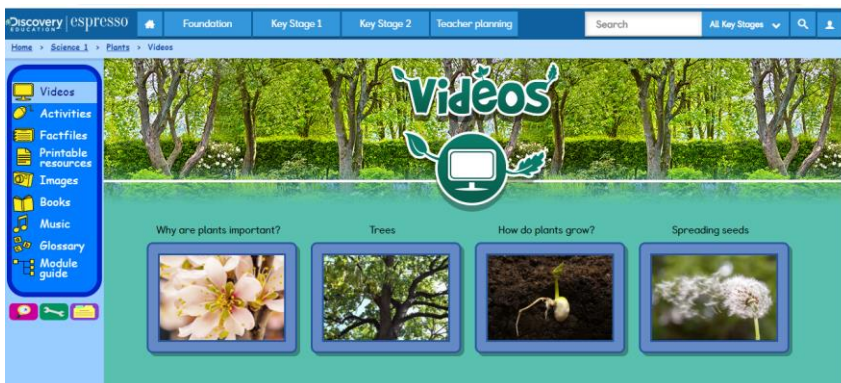 Discovery EDUCATION espresso
Foundation
Key Stage 1
Key Stage 2
Teacher planning
Search
All Key Stages
Home > Science 1 > Plants > Videos
Videos
Activities
Factfiles
Printable
resources
Images
Books
Music
Glossary
Module
guide
Videos
Why are plants important?
Trees
How do plants grow?
Spreading seeds